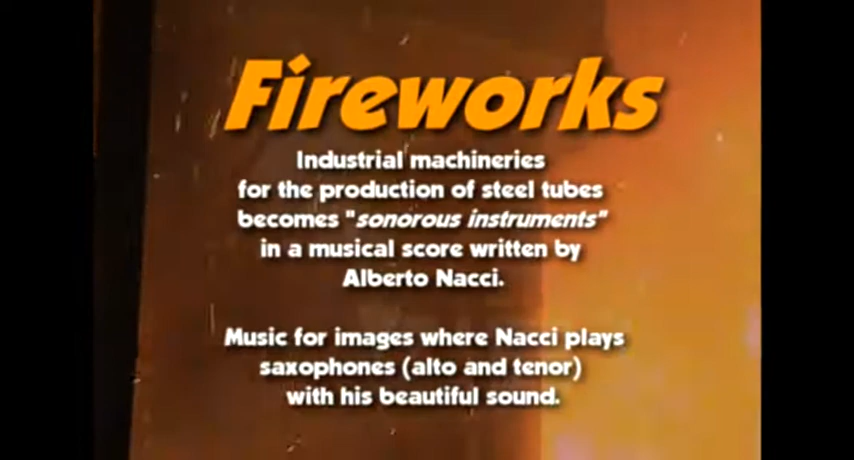 Fireworks
Industrial machineries
for the production of steel tubes
becomes "sonorous instruments"
in a musical score written by
Alberto Nacci.
Music for images where Nacci plays
saxophones (alto and tenor)
with his beautiful sound.